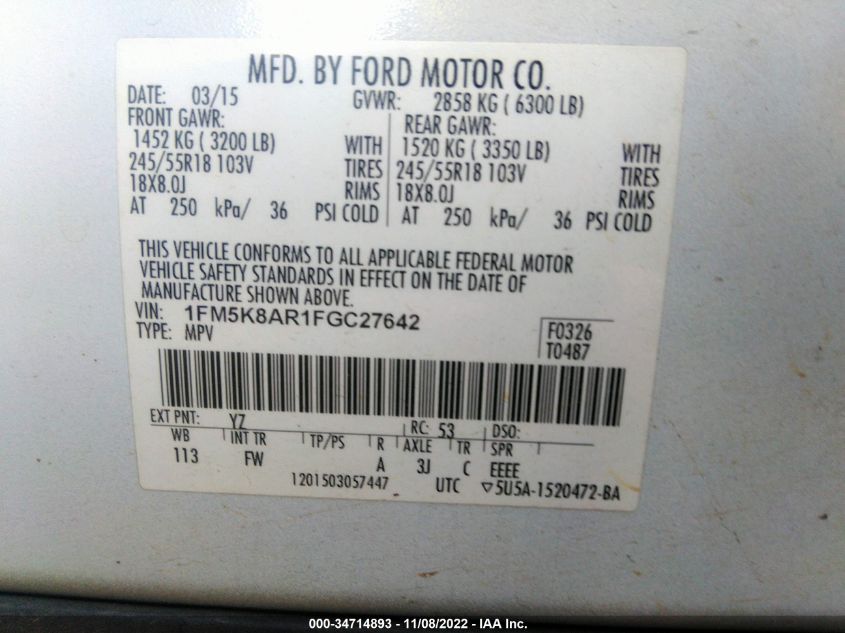 MFD. BY FORD MOTOR CO.
DATE: 03/15 GVWR: 2858 KG ( 6300 LB)
FRONT GAWR: REAR GAWR:
1452 KG ( 3200 LB) WITH 1520 KG ( 3350 LB) WITH
245/55R18 103V TIRES 245/55R18 103V TIRES
18X8.0J RIMS 18X8.0J RIMS
AT 250 kPa/ 36 PSI COLD AT 250 kPa/ 36 PSI COLD
THIS VEHICLE CONFORMS TO ALL APPLICABLE FEDERAL MOTOR
VEHICLE SAFETY STANDARDS IN EFFECT ON THE DATE OF
MANUFACTURE SHOWN ABOVE.
VIN: 1FM5K8AR1FGC27642 F0326
TYPE: MPV T0487
EXT PNT: YZ RC: 53 DSO:
WB INT TR TP/PS R AXLE TR SPR
113 FW A 3J C EEEE
1201503057447 UTC ▽5U5A-1520472-BA
000-34714893 - 11/08/2022 - IAA Inc.